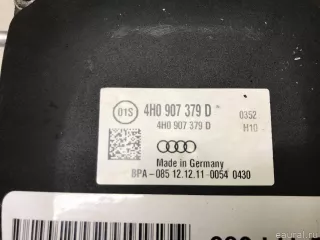 01S 4H0 907 379 D 0352
4H0 907 379 D H10
Made in Germany
BPA-085 12.12.11 0054 0430
eauraf.ru